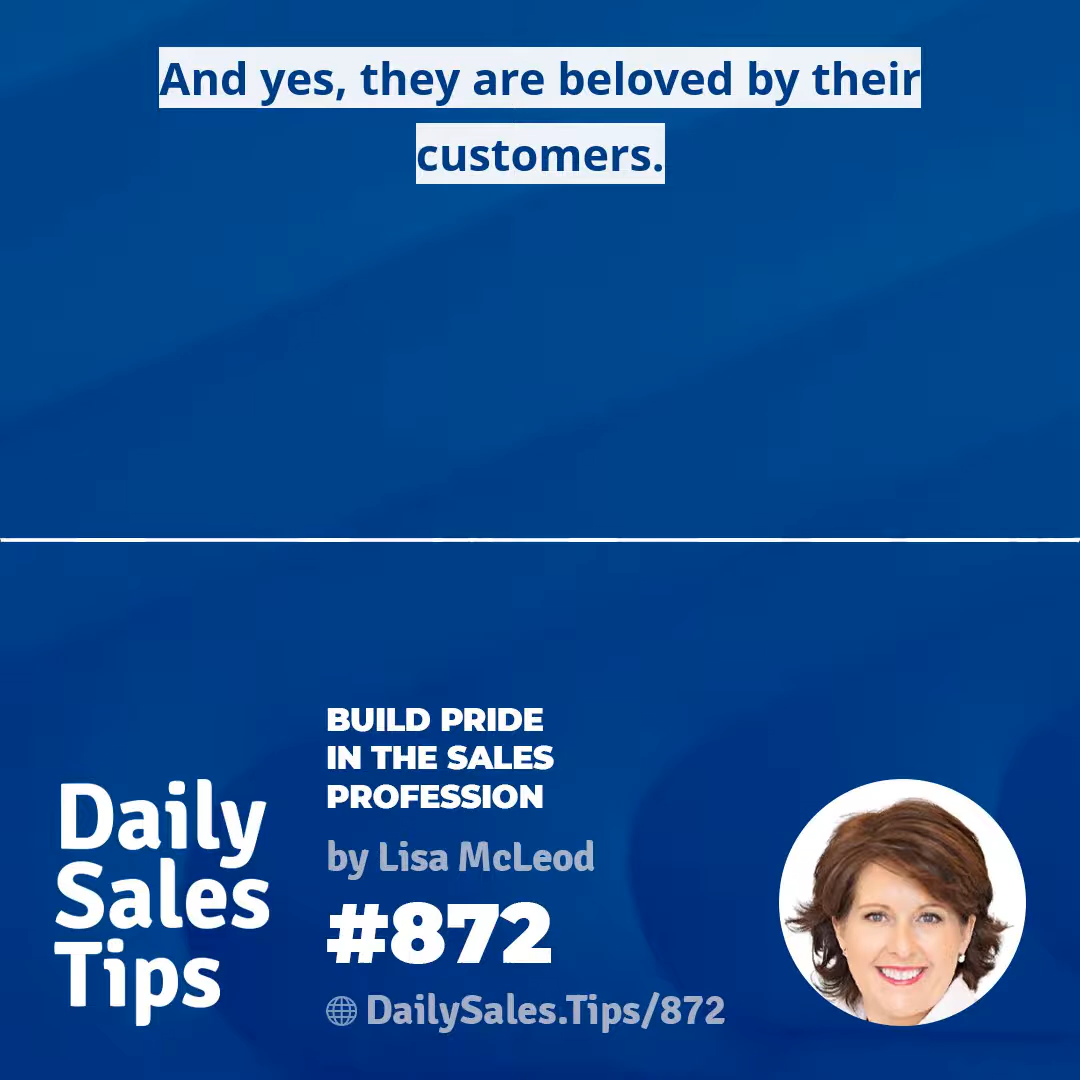 And yes, they are beloved by their
customers.
BUILD PRIDE
IN THE SALES
PROFESSION
by Lisa McLeod
#872
DailySales.Tips/872
Daily
Sales
Tips